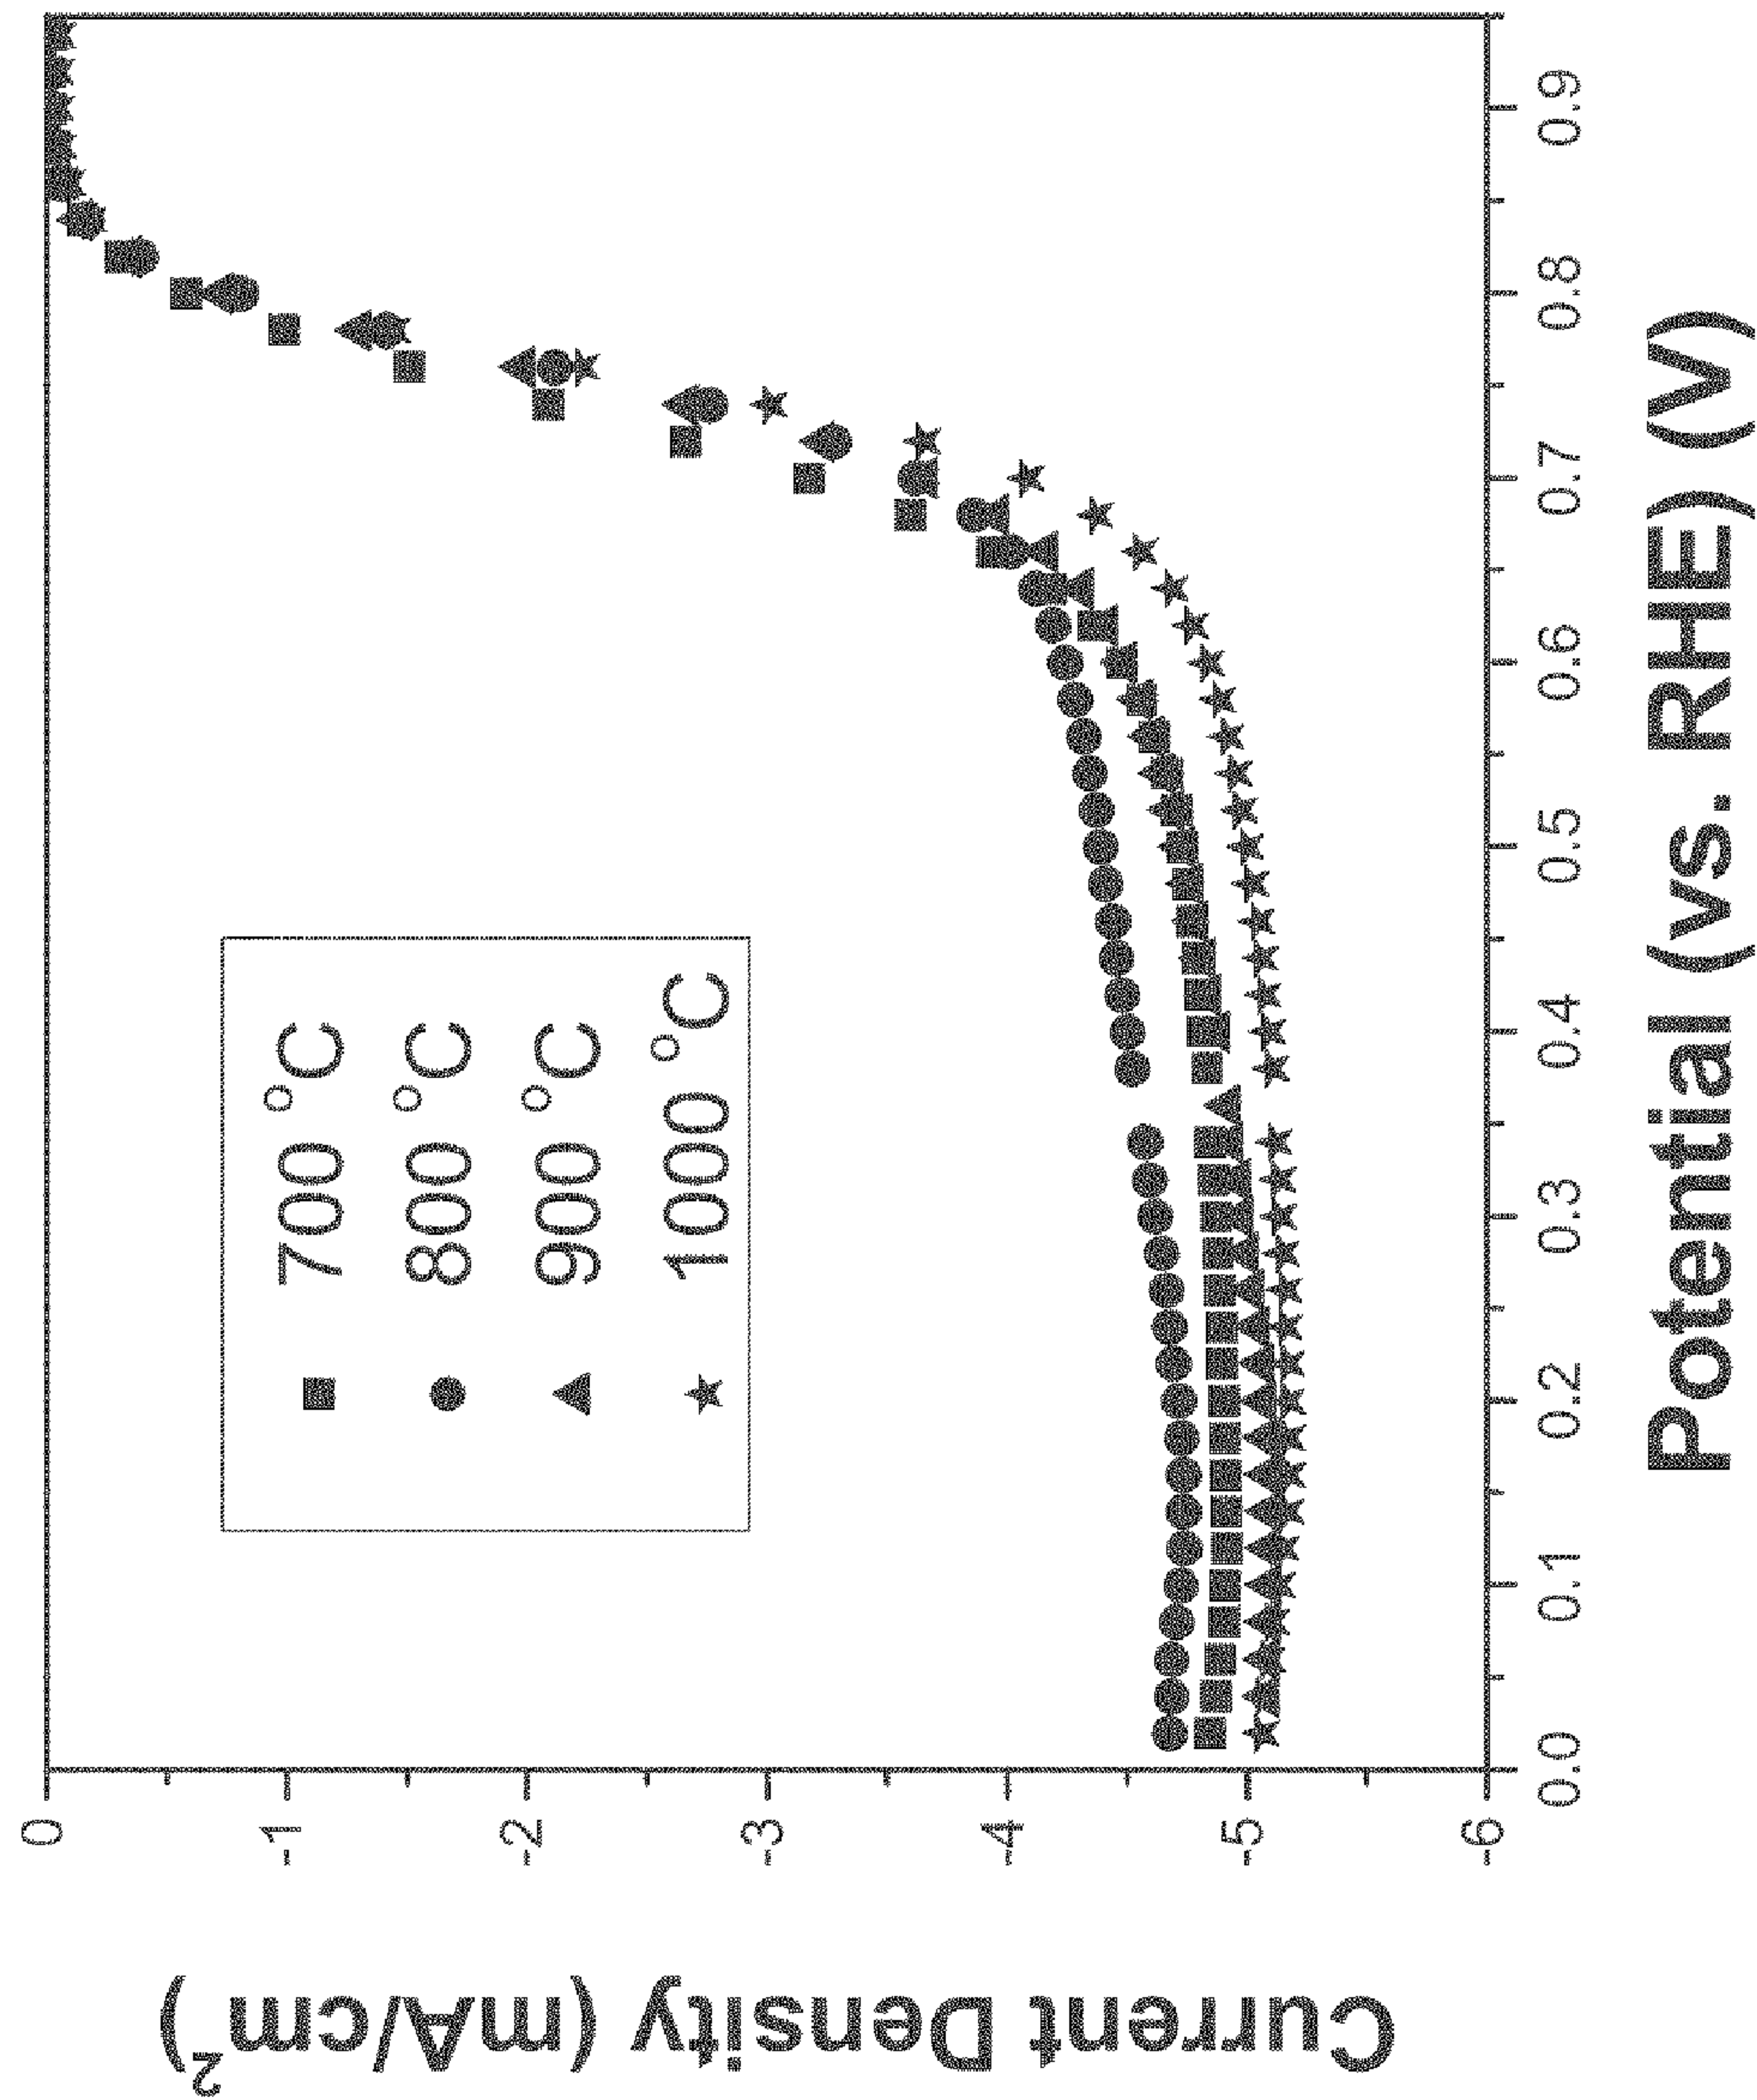 Current Density (mA/cm²)
0
-1
-2
-3
-4
-5
-6
700 °C
800 °C
900 °C
1000 °C
0.0 0.1 0.2 0.3 0.4 0.5 0.6 0.7 0.8 0.9
Potential (vs. RHE) (V)